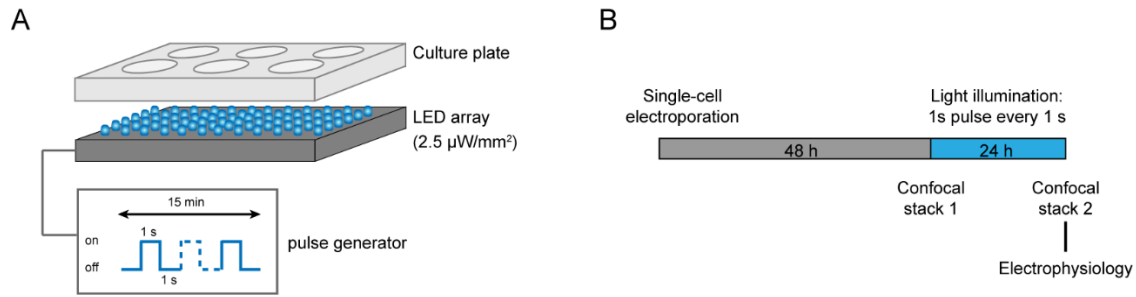 A
Culture plate
LED array
(2.5 µW/mm²)
15 min
1 s
on
off
1 s
pulse generator
B
Single-cell
electroporation
Light illumination:
1s pulse every 1 s
48 h
24 h
Confocal
stack 1
Confocal
stack 2
Electrophysiology